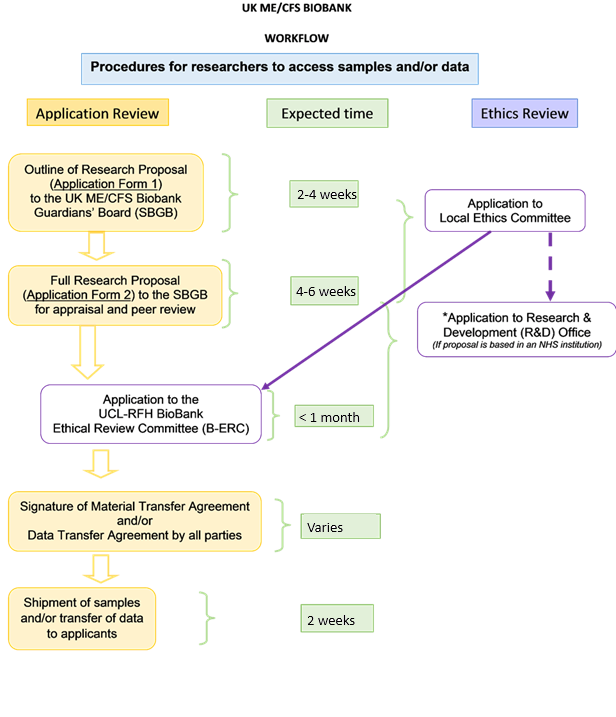 UK ME/CFS BIOBANK
WORKFLOW
Procedures for researchers to access samples and/or data
Application Review
Expected time
Ethics Review
Outline of Research Proposal
(Application Form 1)
to the UK ME/CFS Biobank
Guardians' Board (SBGB)
2-4 weeks
Application to
Local Ethics Committee
Full Research Proposal
(Application Form 2) to the SBGB
for appraisal and peer review
4-6 weeks
*Application to Research &
Development (R&D) Office
(If proposal is based in an NHS institution)
Application to the
UCL-RFH BioBank
Ethical Review Committee (B-ERC)
< 1 month
Signature of Material Transfer Agreement
and/or
Data Transfer Agreement by all parties
Varies
Shipment of samples
and/or transfer of data
to applicants
2 weeks